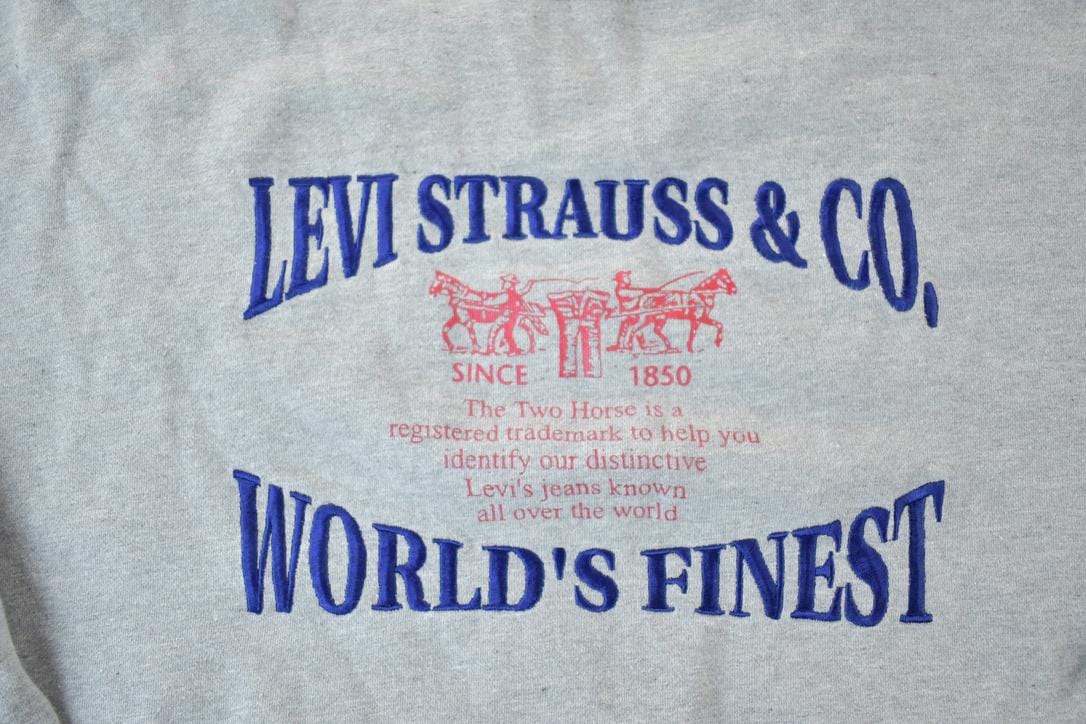 LEVI STRAUSS & CO,
SINCE 1850
The Two Horse is a
registered trademark to help you
identify our distinctive
Levi's jeans known
all over the world
WORLD'S FINEST